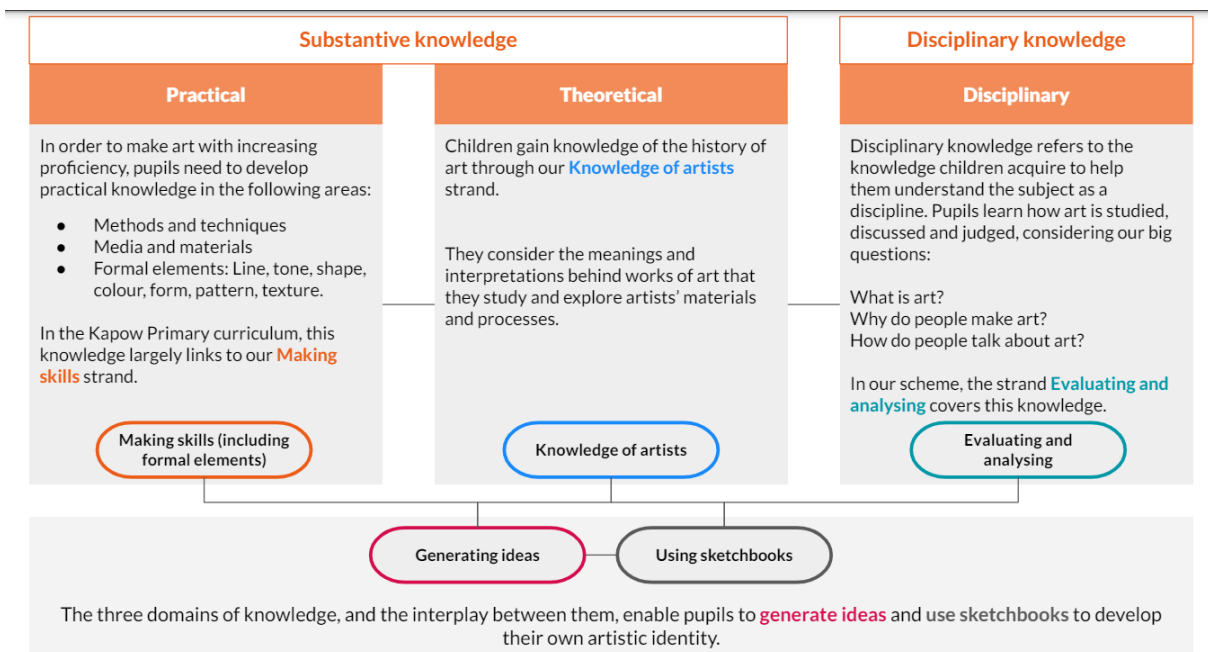 Substantive knowledge
Disciplinary knowledge
Practical
In order to make art with increasing
proficiency, pupils need to develop
practical knowledge in the following areas:
● Methods and techniques
● Media and materials
● Formal elements: Line, tone, shape,
colour, form, pattern, texture.
In the Kapow Primary curriculum, this
knowledge largely links to our Making
skills strand.
Making skills (including
formal elements)
Theoretical
Children gain knowledge of the history of
art through our Knowledge of artists
strand.
They consider the meanings and
interpretations behind works of art that
they study and explore artists’ materials
and processes.
Knowledge of artists
Disciplinary
Disciplinary knowledge refers to the
knowledge children acquire to help
them understand the subject as a
discipline. Pupils learn how art is studied,
discussed and judged, considering our big
questions:
What is art?
Why do people make art?
How do people talk about art?
In our scheme, the strand Evaluating and
analysing covers this knowledge.
Evaluating and
analysing
Generating ideas
Using sketchbooks
The three domains of knowledge, and the interplay between them, enable pupils to generate ideas and use sketchbooks to develop
their own artistic identity.